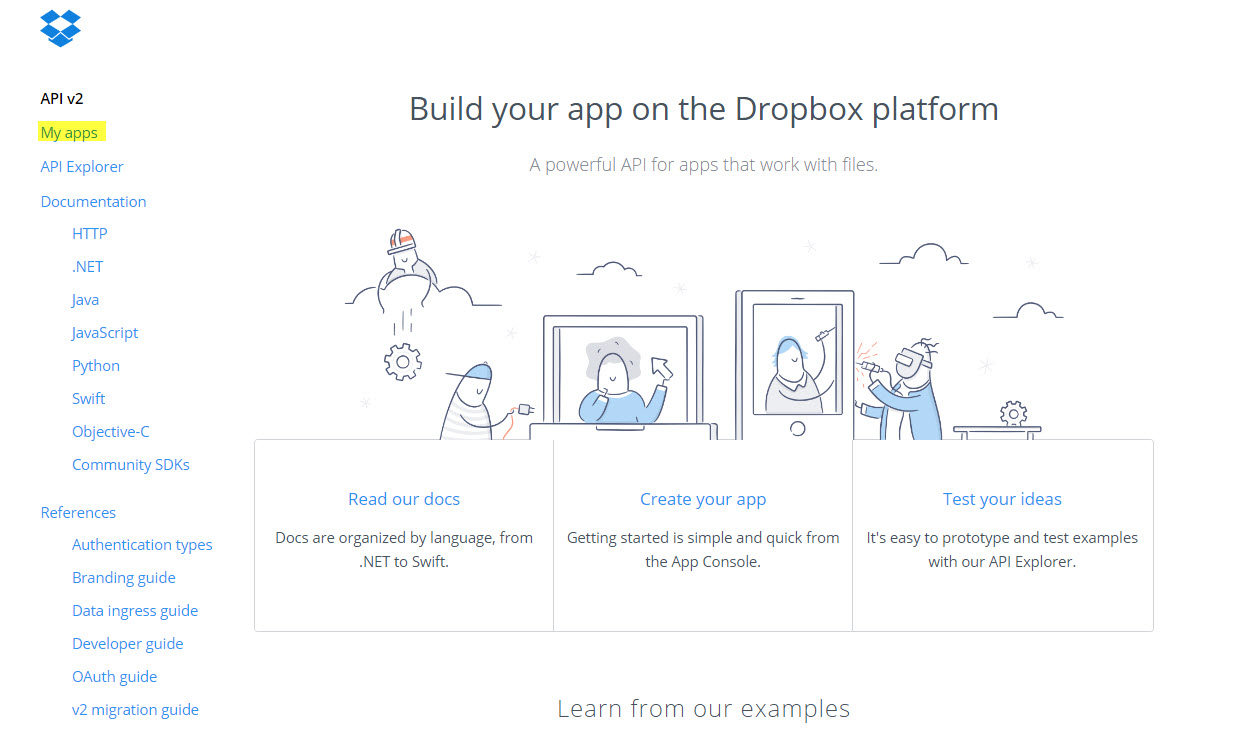 API v2
My apps
API Explorer
Documentation
HTTP
.NET
Java
JavaScript
Python
Swift
Objective-C
Community SDKs
References
Authentication types
Branding guide
Data ingress guide
Developer guide
OAuth guide
v2 migration guide
Build your app on the Dropbox platform
A powerful API for apps that work with files.
Read our docs
Docs are organized by language, from
.NET to Swift.
Create your app
Getting started is simple and quick from
the App Console.
Test your ideas
It's easy to prototype and test examples
with our API Explorer.
Learn from our examples